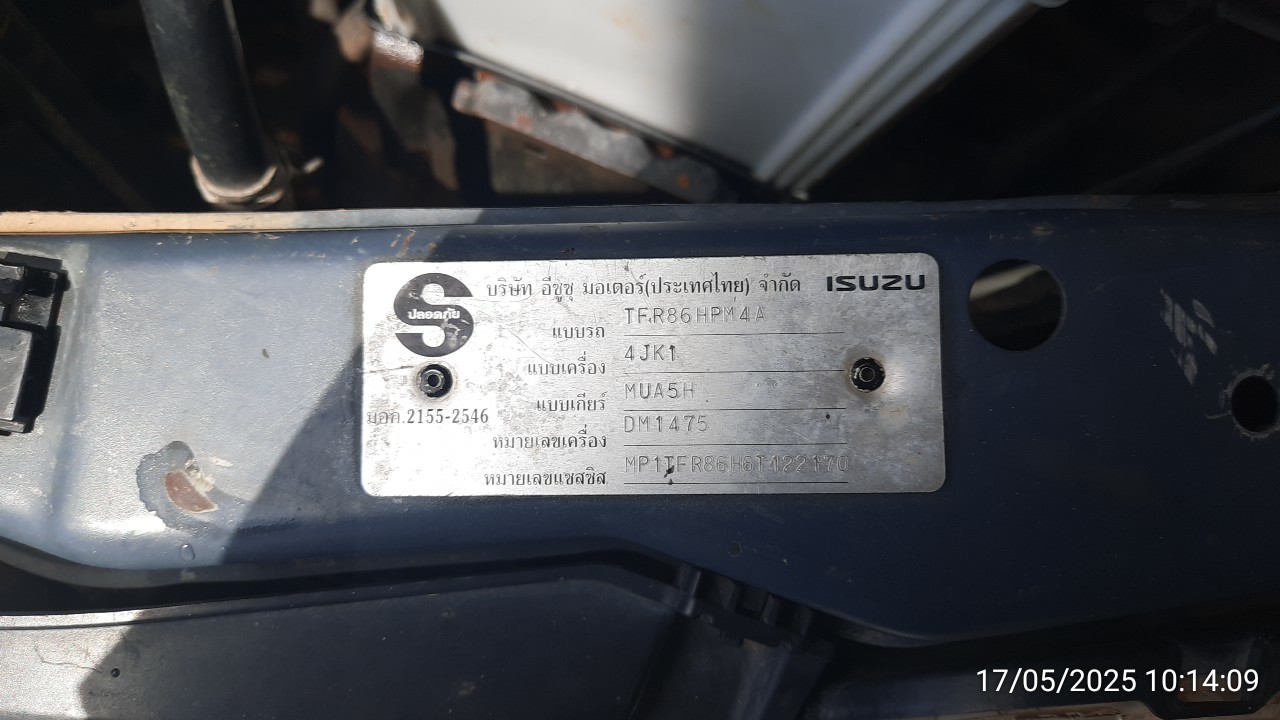 บริษัท อีซูซุ มอเตอร์(ประเทศไทย) จำกัด ISUZU
ปลอดภัย
แบบรถ TFR86HPM4A
แบบเครื่อง 4JK1
แบบเกียร์ MUA5H
มอก.2155-2546
หมายเลขเครื่อง DM1475
หมายเลขแชสซิส MP1TFR86H6T122170
17/05/2025 10:14:09